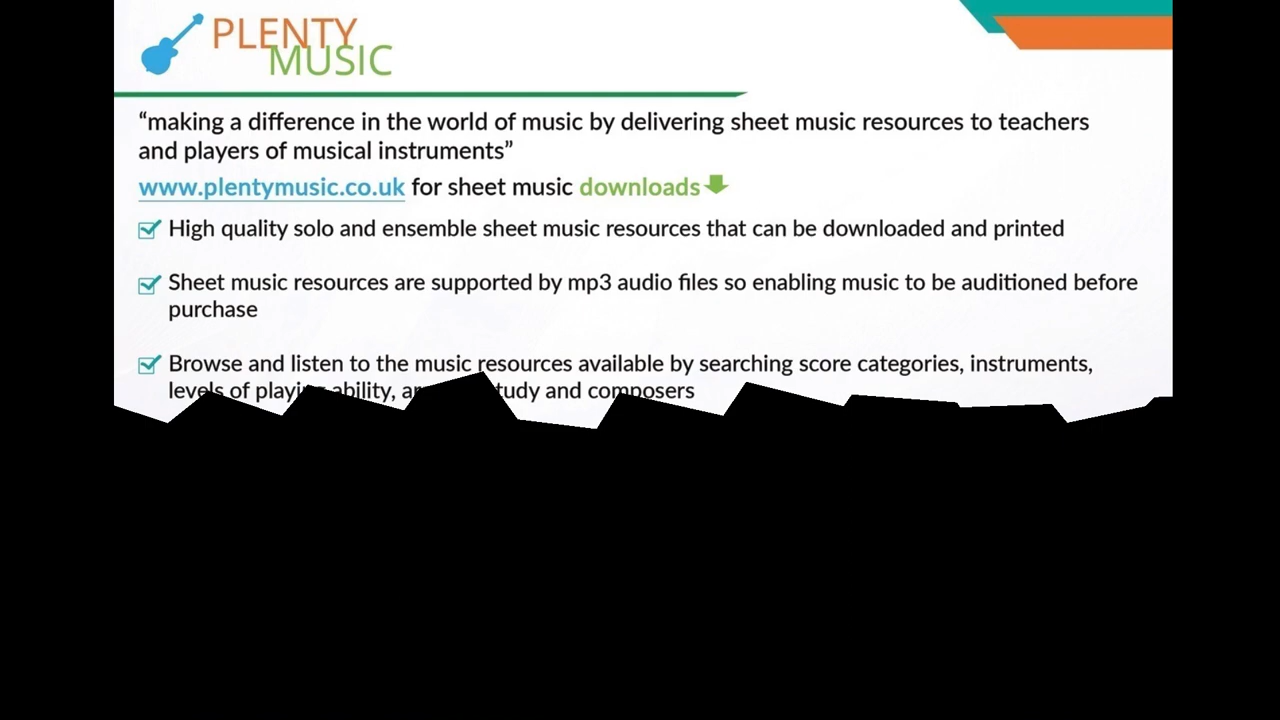 PLENTY
MUSIC
“making a difference in the world of music by delivering sheet music resources to teachers
and players of musical instruments”
www.plentymusic.co.uk for sheet music downloads
High quality solo and ensemble sheet music resources that can be downloaded and printed
Sheet music resources are supported by mp3 audio files so enabling music to be auditioned before
purchase
Browse and listen to the music resources available by searching score categories, instruments,
levels of playing ability, and composers